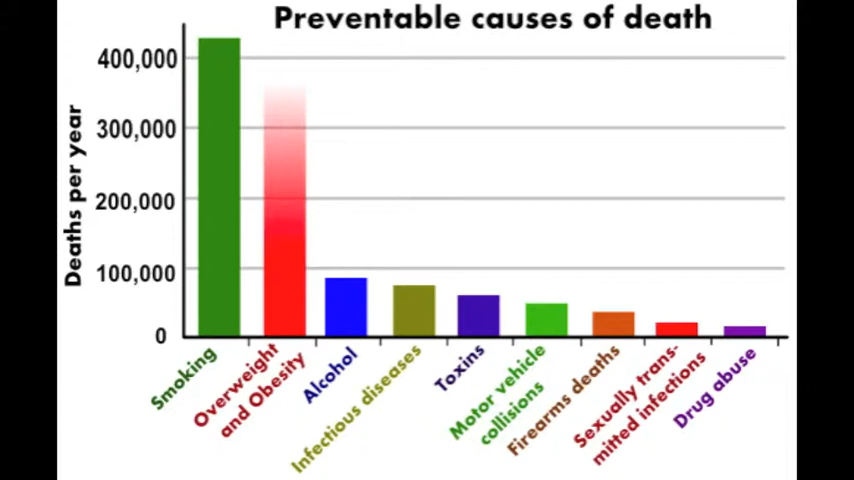 Preventable causes of death
Deaths per year
400,000
300,000
200,000
100,000
0
Smoking
Overweight
and Obesity
Alcohol
Infectious diseases
Toxins
Motor vehicle
collisions
Firearms deaths
Sexually trans-
mitted infections
Drug abuse